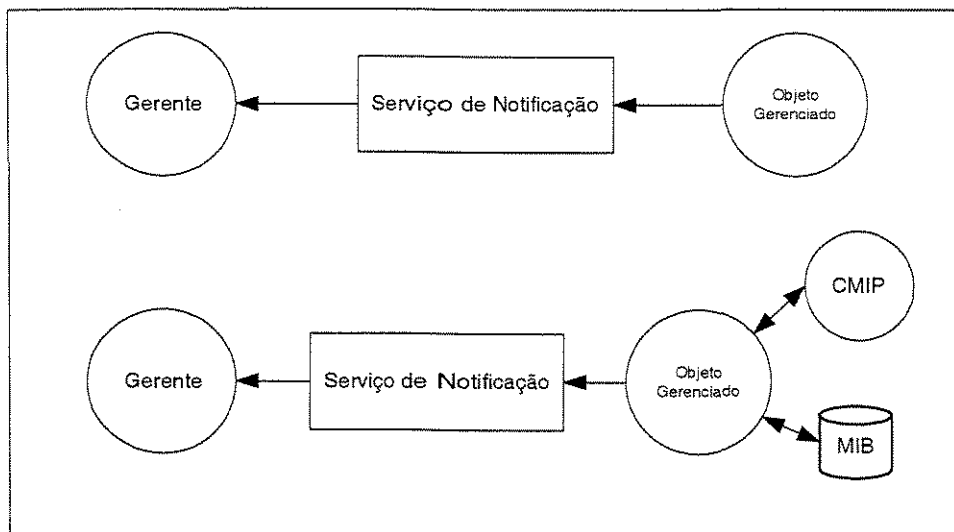 Gerente
Serviço de Notificação
Objeto
Gerenciado
CMIP
Gerente
Serviço de Notificação
Objeto
Gerenciado
MIB